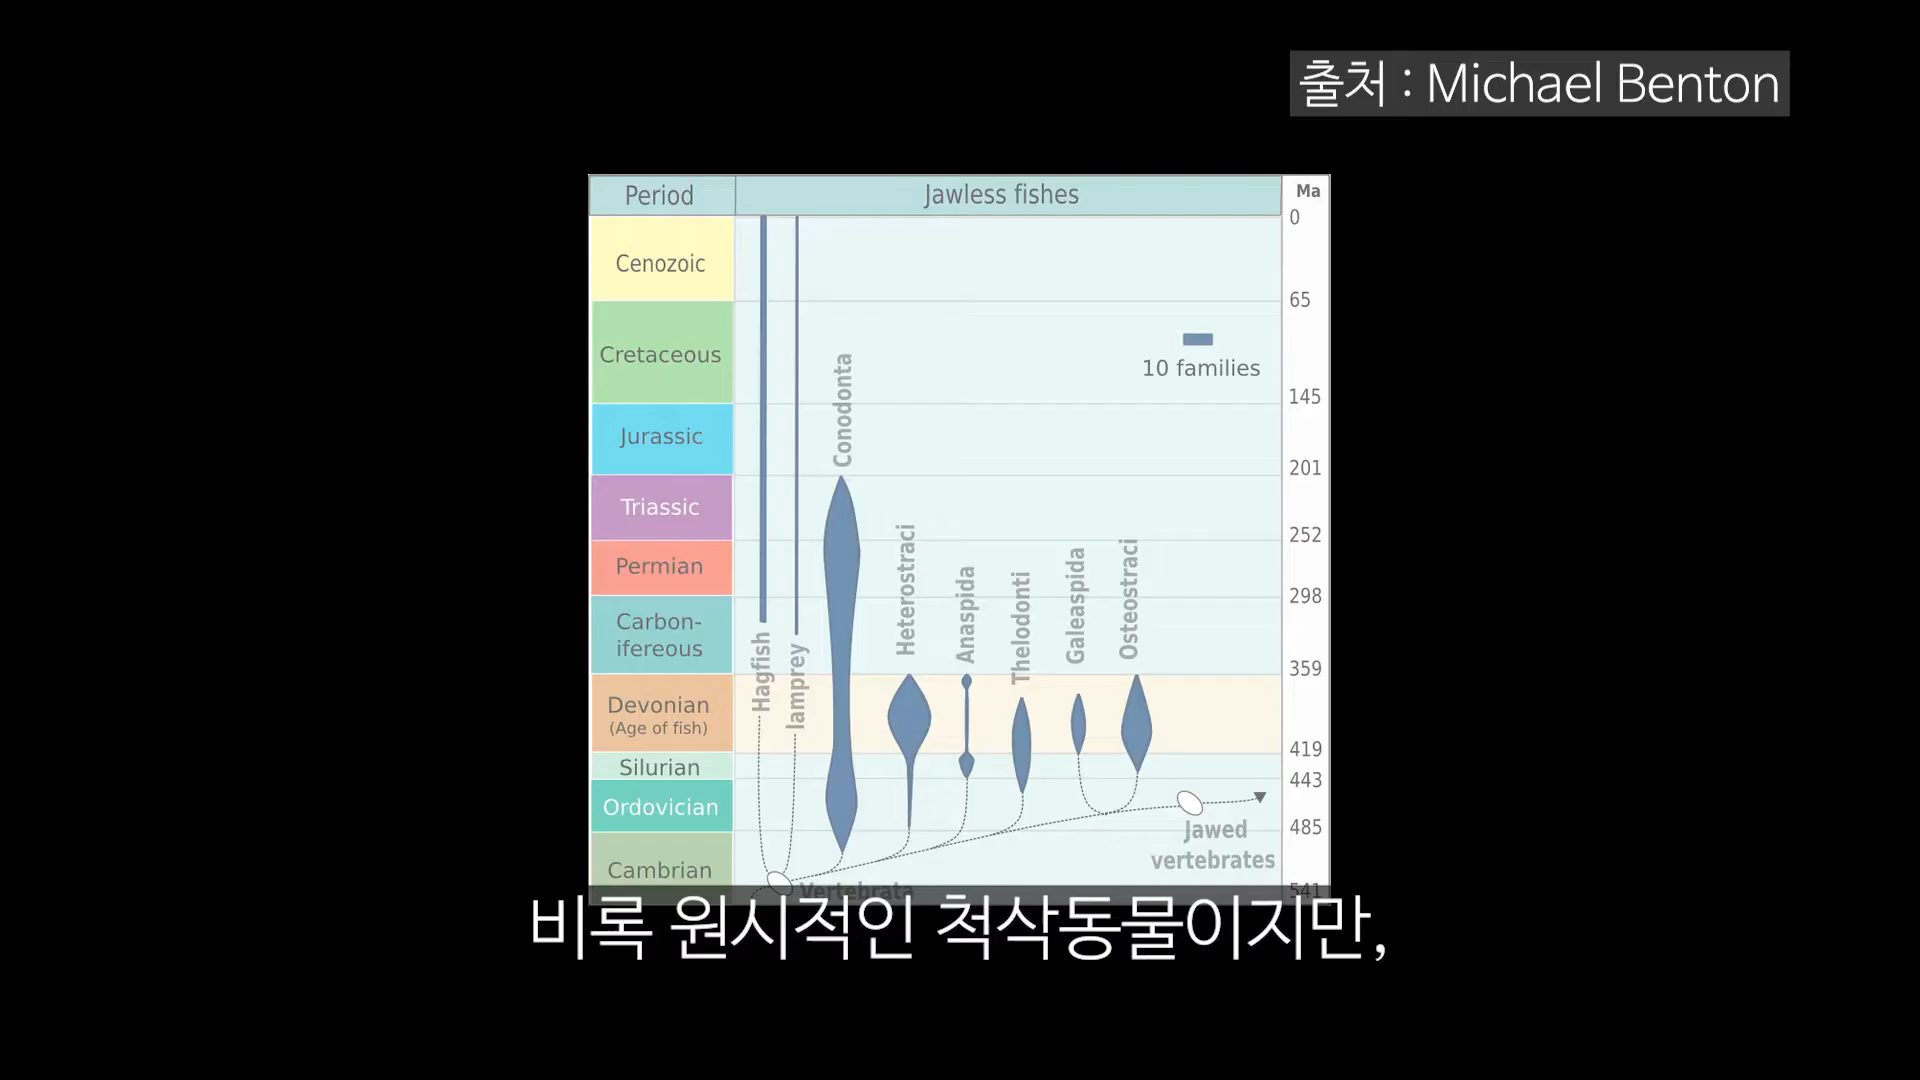 출처 : Michael Benton
Period
Jawless fishes
Ma
0
Cenozoic
65
Cretaceous
10 families
145
Jurassic
Conodonta
201
Triassic
252
Permian
298
Carbon-
ifereous
Hagfish
lamprey
Heterostraci
Anaspida
Thelodonti
Galeaspida
Osteostraci
359
Devonian
(Age of fish)
419
Silurian
443
Ordovician
Jawed
vertebrates
485
Cambrian
Vertebrata
541
비록 원시적인 척삭동물이지만,